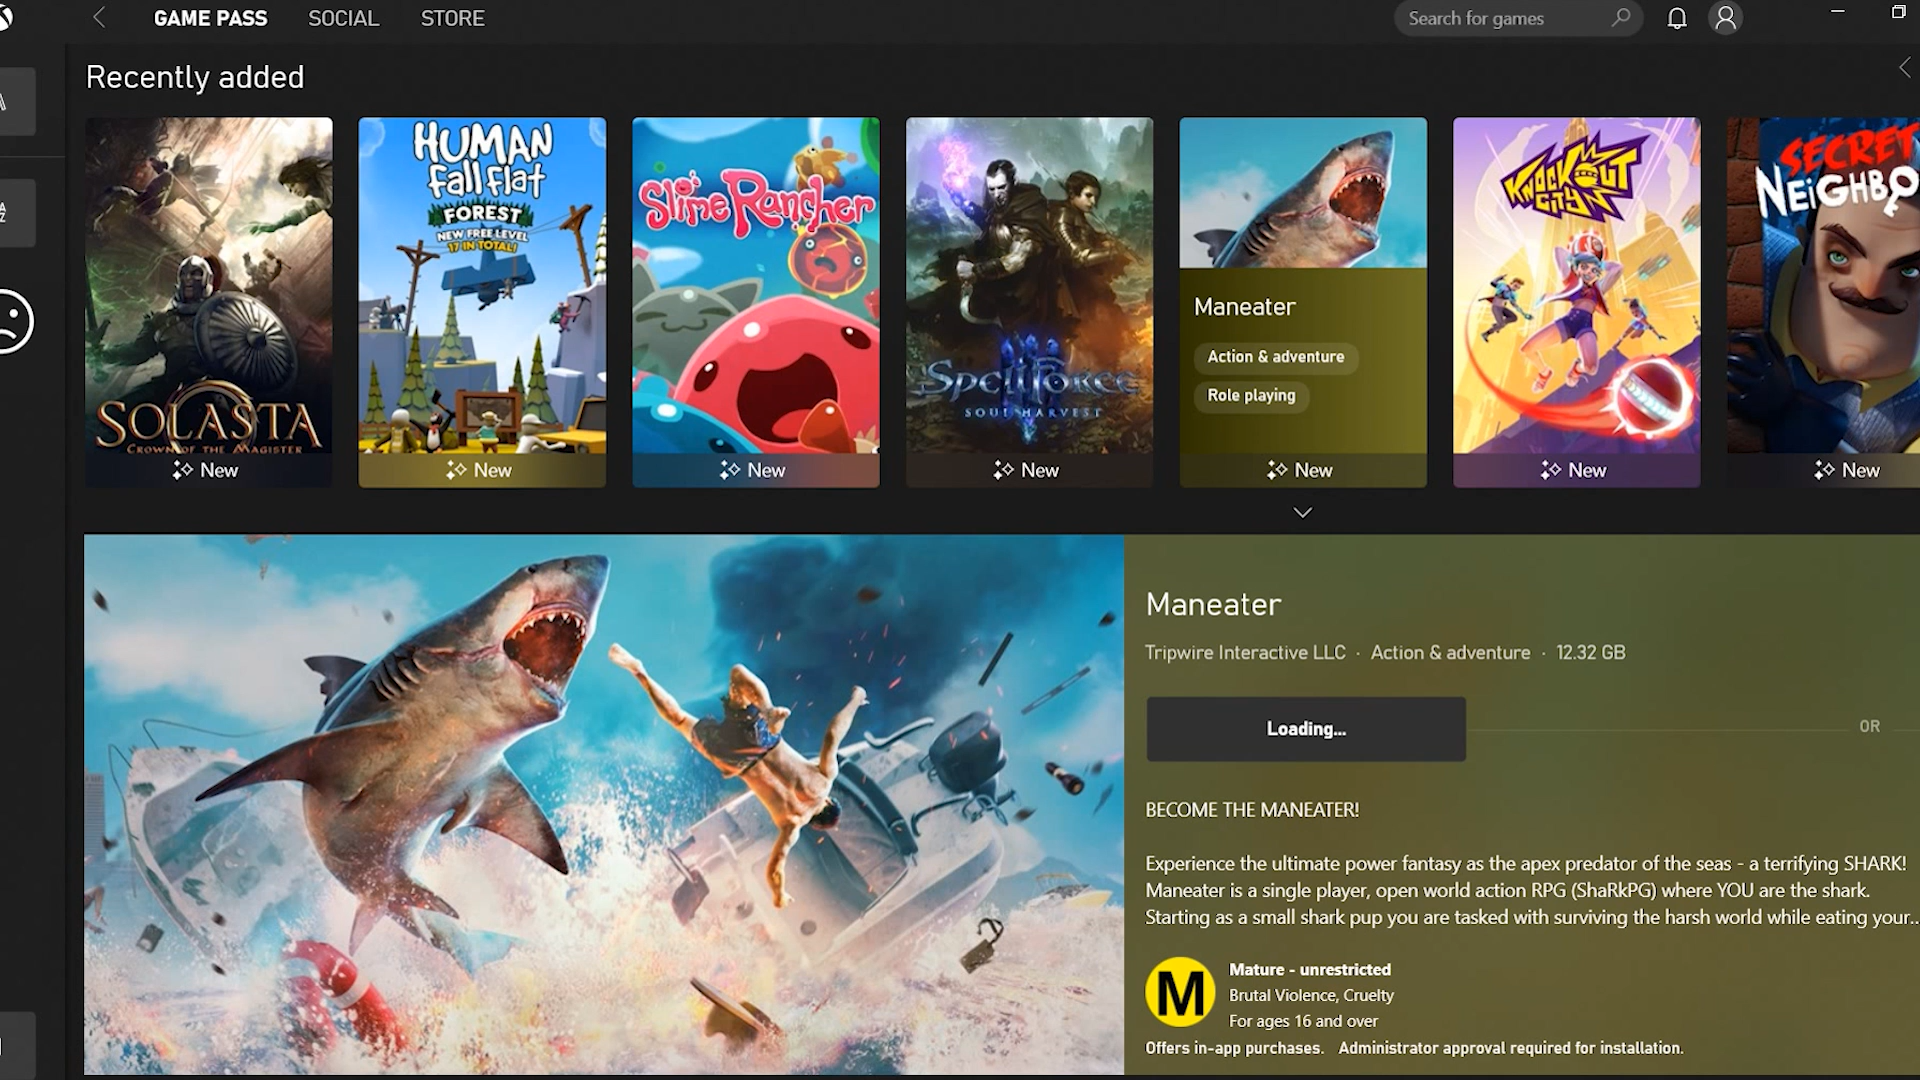 GAME PASS SOCIAL STORE
Search for games
Recently added
SOLASTA
CROWN OF THE MAGISTER
New
HUMAN
fall flat
FOREST
NEW FREE LEVEL
17 IN TOTAL!
New
Slime Rancher
New
SPELLFORCE
SOUL HARVEST
New
Maneater
Action & adventure
Role playing
New
KNOCKOUT
CITY
New
SECRET
NEiGHBO
New
Maneater
Tripwire Interactive LLC · Action & adventure · 12.32 GB
Loading...
OR
BECOME THE MANEATER!
Experience the ultimate power fantasy as the apex predator of the seas - a terrifying SHARK!
Maneater is a single player, open world action RPG (ShaRkPG) where YOU are the shark.
Starting as a small shark pup you are tasked with surviving the harsh world while eating your..
M
Mature - unrestricted
Brutal Violence, Cruelty
For ages 16 and over
Offers in-app purchases. Administrator approval required for installation.